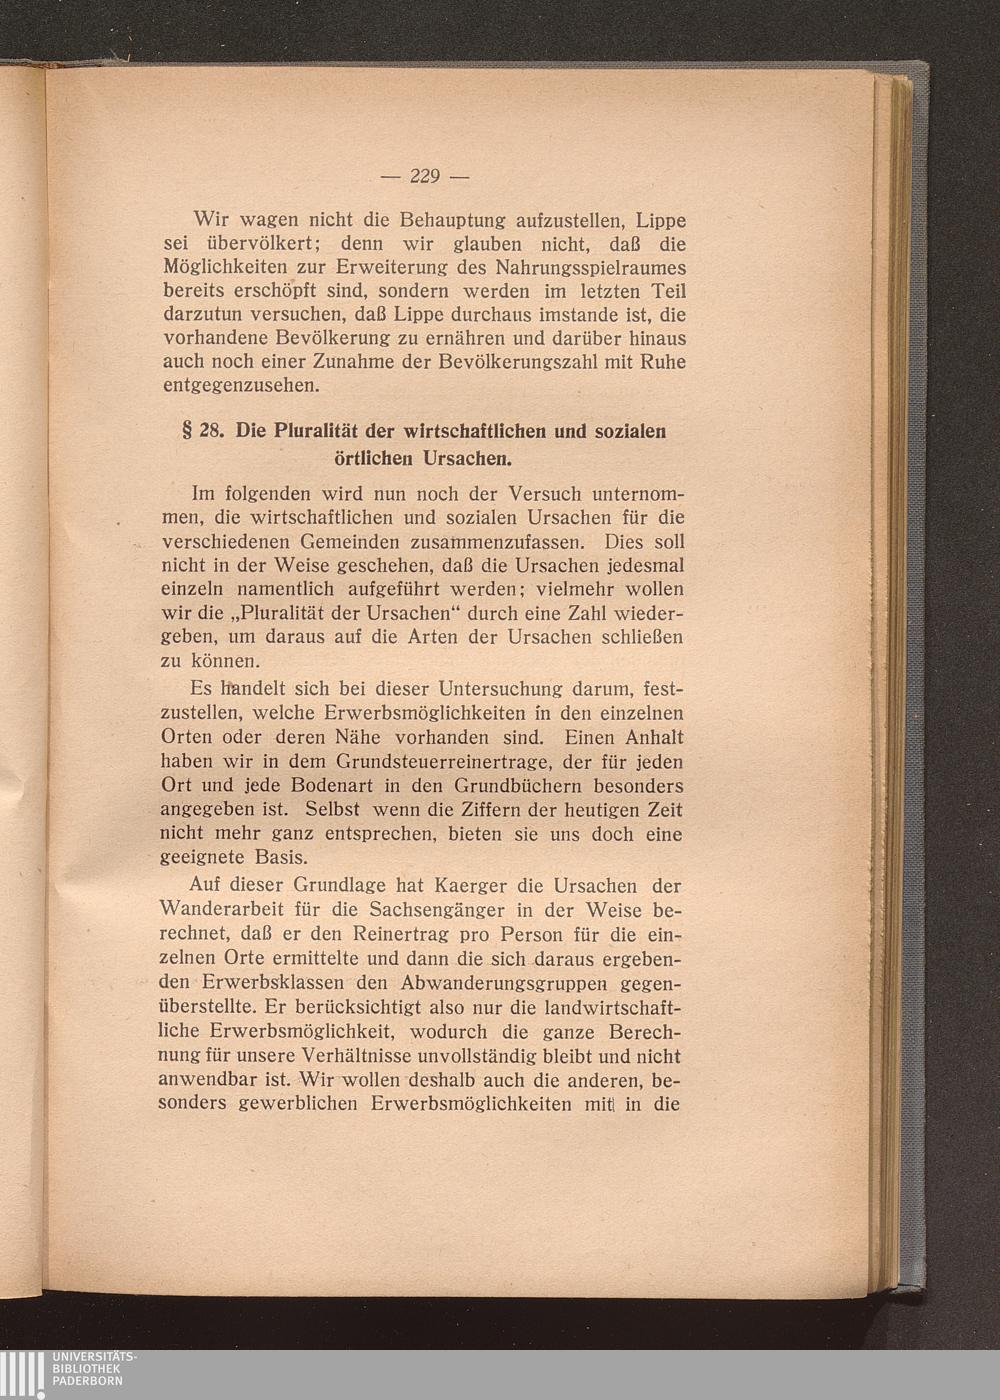 — 229 —
Wir wagen nicht die Behauptung aufzustellen, Lippe
sei übervölkert; denn wir glauben nicht, daß die
Möglichkeiten zur Erweiterung des Nahrungsspielraumes
bereits erschöpft sind, sondern werden im letzten Teil
darzutun versuchen, daß Lippe durchaus imstande ist, die
vorhandene Bevölkerung zu ernähren und darüber hinaus
auch noch einer Zunahme der Bevölkerungszahl mit Ruhe
entgegenzusehen.
§ 28. Die Pluralität der wirtschaftlichen und sozialen
örtlichen Ursachen.
Im folgenden wird nun noch der Versuch unternom-
men, die wirtschaftlichen und sozialen Ursachen für die
verschiedenen Gemeinden zusammenzufassen. Dies soll
nicht in der Weise geschehen, daß die Ursachen jedesmal
einzeln namentlich aufgeführt werden; vielmehr wollen
wir die „Pluralität der Ursachen“ durch eine Zahl wieder-
geben, um daraus auf die Arten der Ursachen schließen
zu können.
Es handelt sich bei dieser Untersuchung darum, fest-
zustellen, welche Erwerbsmöglichkeiten in den einzelnen
Orten oder deren Nähe vorhanden sind. Einen Anhalt
haben wir in dem Grundsteuerreinertrage, der für jeden
Ort und jede Bodenart in den Grundbüchern besonders
angegeben ist. Selbst wenn die Ziffern der heutigen Zeit
nicht mehr ganz entsprechen, bieten sie uns doch eine
geeignete Basis.
Auf dieser Grundlage hat Kaerger die Ursachen der
Wanderarbeit für die Sachsengänger in der Weise be-
rechnet, daß er den Reinertrag pro Person für die ein-
zelnen Orte ermittelte und dann die sich daraus ergeben-
den Erwerbsklassen den Abwanderungsgruppen gegen-
überstellte. Er berücksichtigt also nur die landwirtschaft-
liche Erwerbsmöglichkeit, wodurch die ganze Berech-
nung für unsere Verhältnisse unvollständig bleibt und nicht
anwendbar ist. Wir wollen deshalb auch die anderen, be-
sonders gewerblichen Erwerbsmöglichkeiten mit in die
UNIVERSITÄTS-
BIBLIOTHEK
PADERBORN